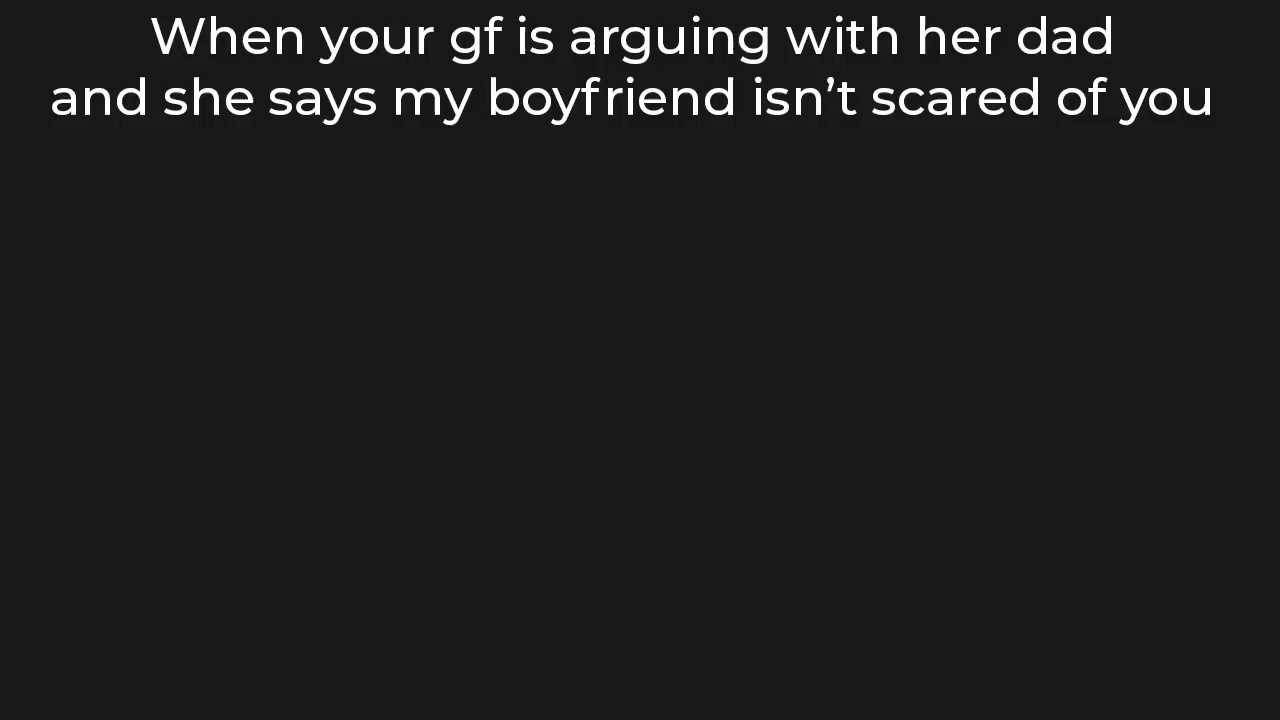 When your gf is arguing with her dad
and she says my boyfriend isn’t scared of you